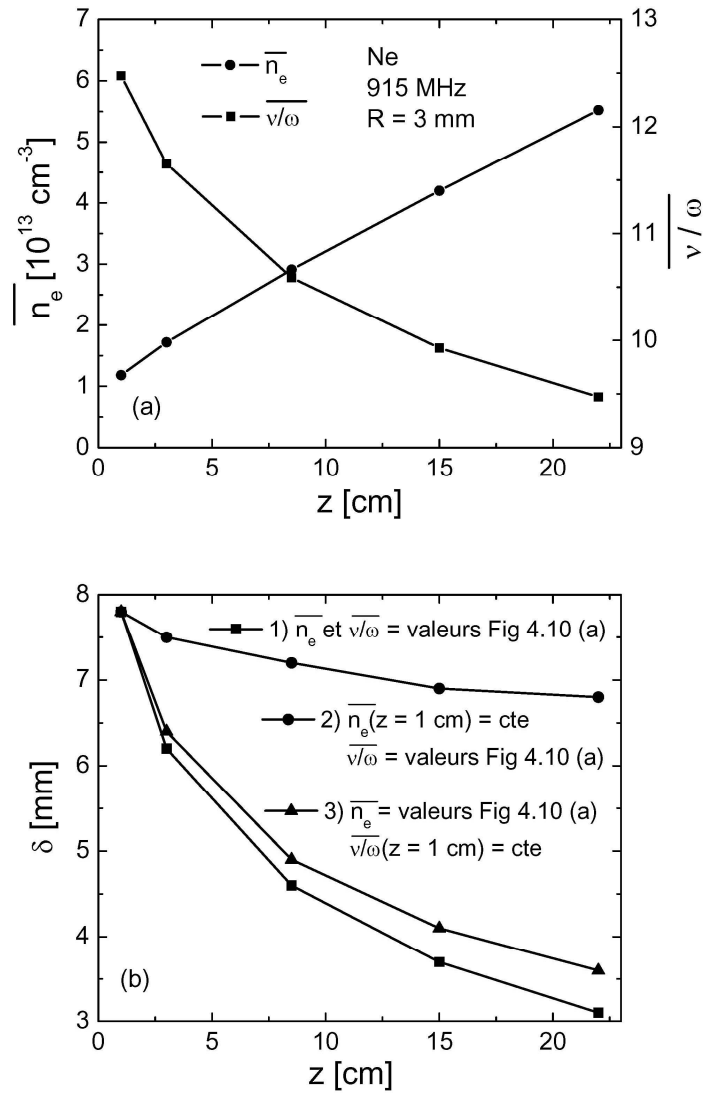 7
6
5
4
3
2
1
0
n_e [10^13 cm^-3]
13
12
11
10
9
ν / ω
n_e
ν/ω
Ne
915 MHz
R = 3 mm
(a)
0 5 10 15 20
z [cm]
8
7
6
5
4
3
δ [mm]
1) n_e et ν/ω = valeurs Fig 4.10 (a)
2) n_e(z = 1 cm) = cte
ν/ω = valeurs Fig 4.10 (a)
3) n_e = valeurs Fig 4.10 (a)
ν/ω(z = 1 cm) = cte
(b)
0 5 10 15 20
z [cm]